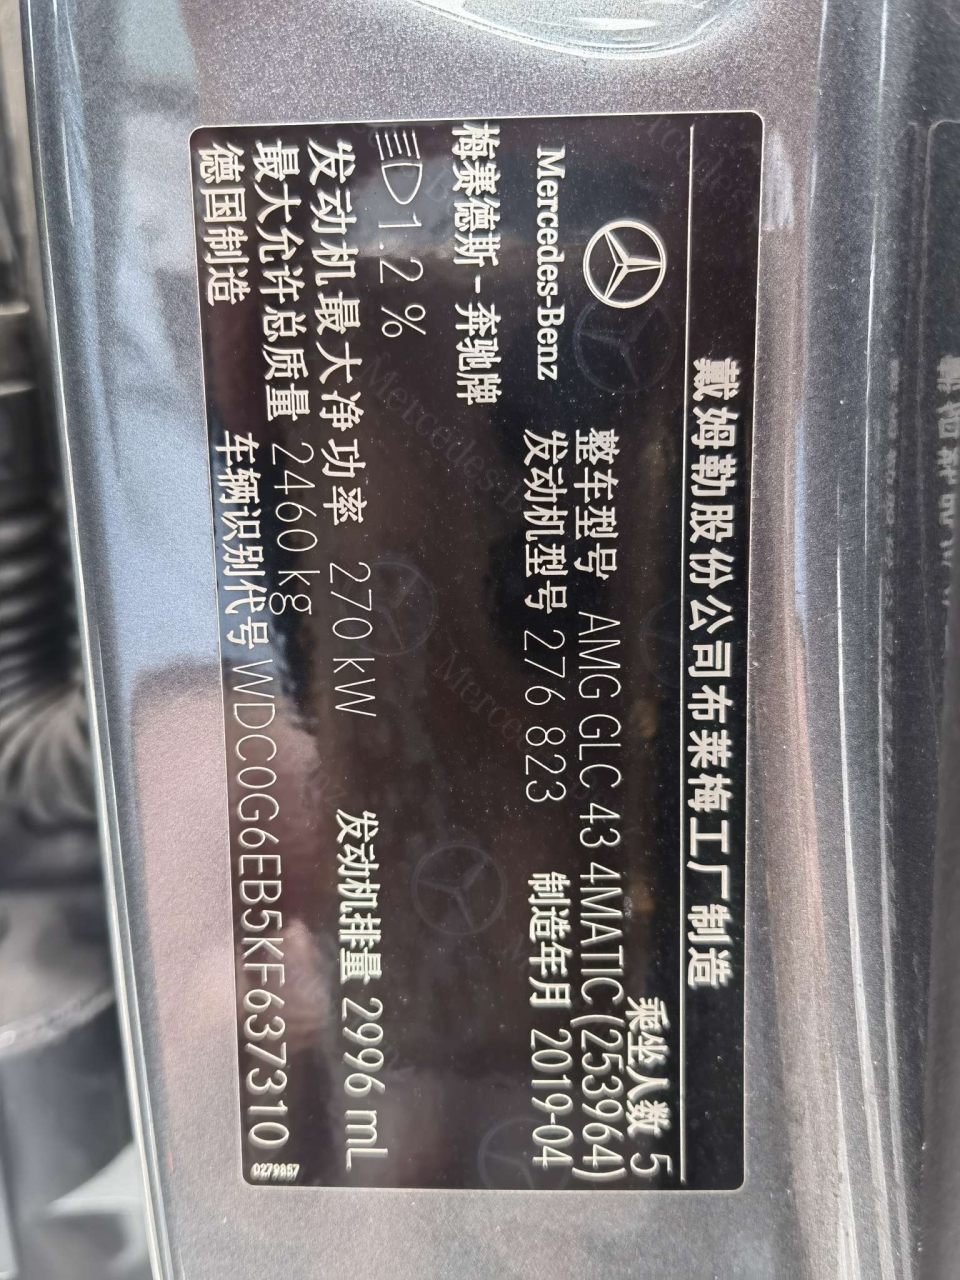 戴姆勒股份公司布莱梅工厂制造
乘坐人数 5
Mercedes-Benz
整车型号 AMG GLC 43 4MATIC (253964)
发动机型号 276 823
制造年月 2019-04
梅赛德斯-奔驰牌
1.2 %
发动机最大净功率 270 kW
发动机排量 2996 mL
最大允许总质量 2460 kg
德国制造
车辆识别代号 WDC0G6EB5KF637310
0279857